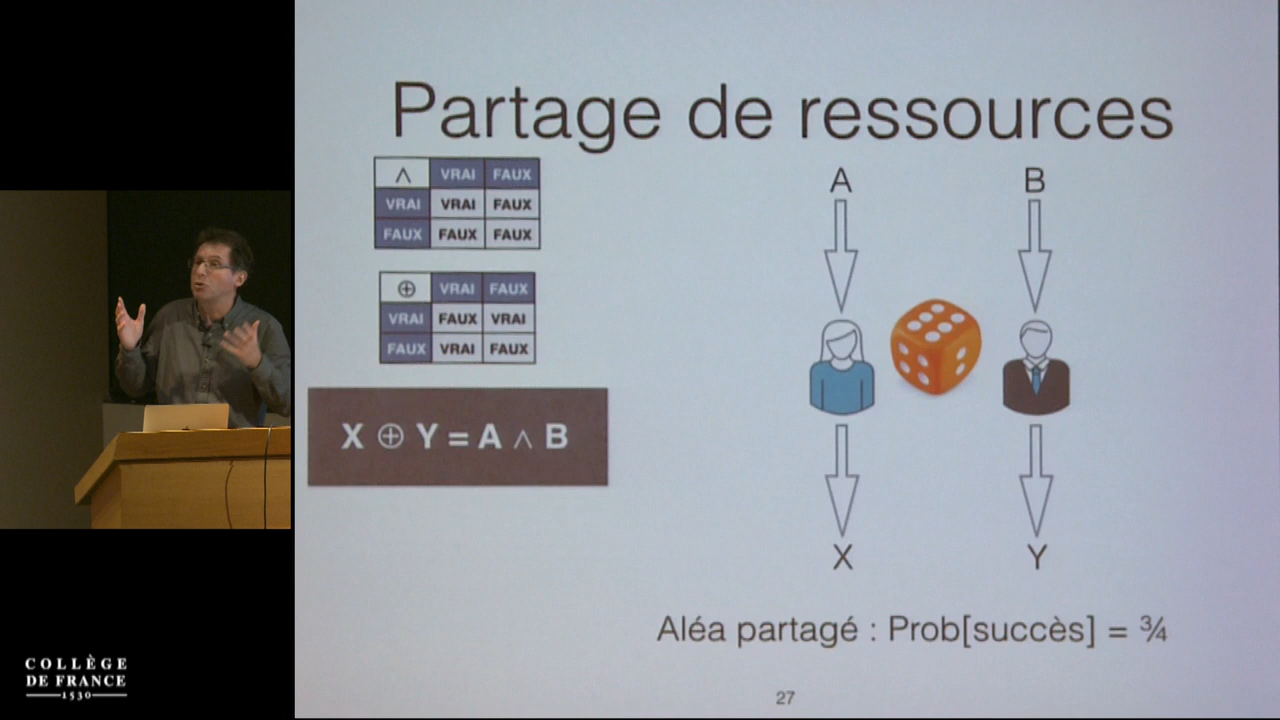 Partage de ressources
∧ VRAI FAUX
VRAI VRAI FAUX
FAUX FAUX FAUX
⊕ VRAI FAUX
VRAI FAUX VRAI
FAUX VRAI FAUX
X ⊕ Y = A ∧ B
A B
X Y
Aléa partagé : Prob[succès] = ¾
27
COLLÈGE
DE FRANCE
1530